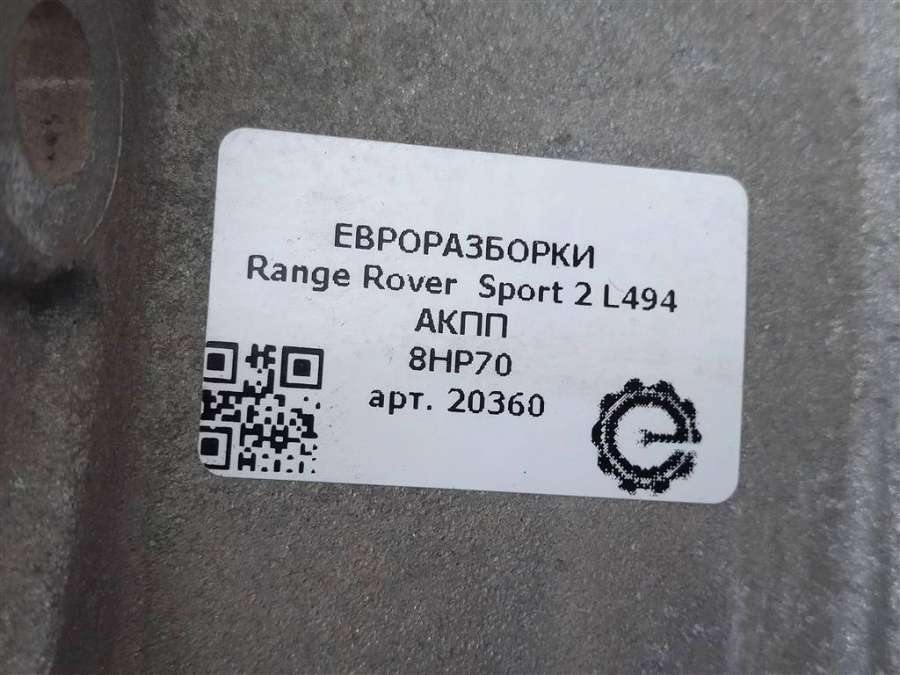 ЕВРОРАЗБОРКИ
Range Rover Sport 2 L494
АКПП
8HP70
арт. 20360